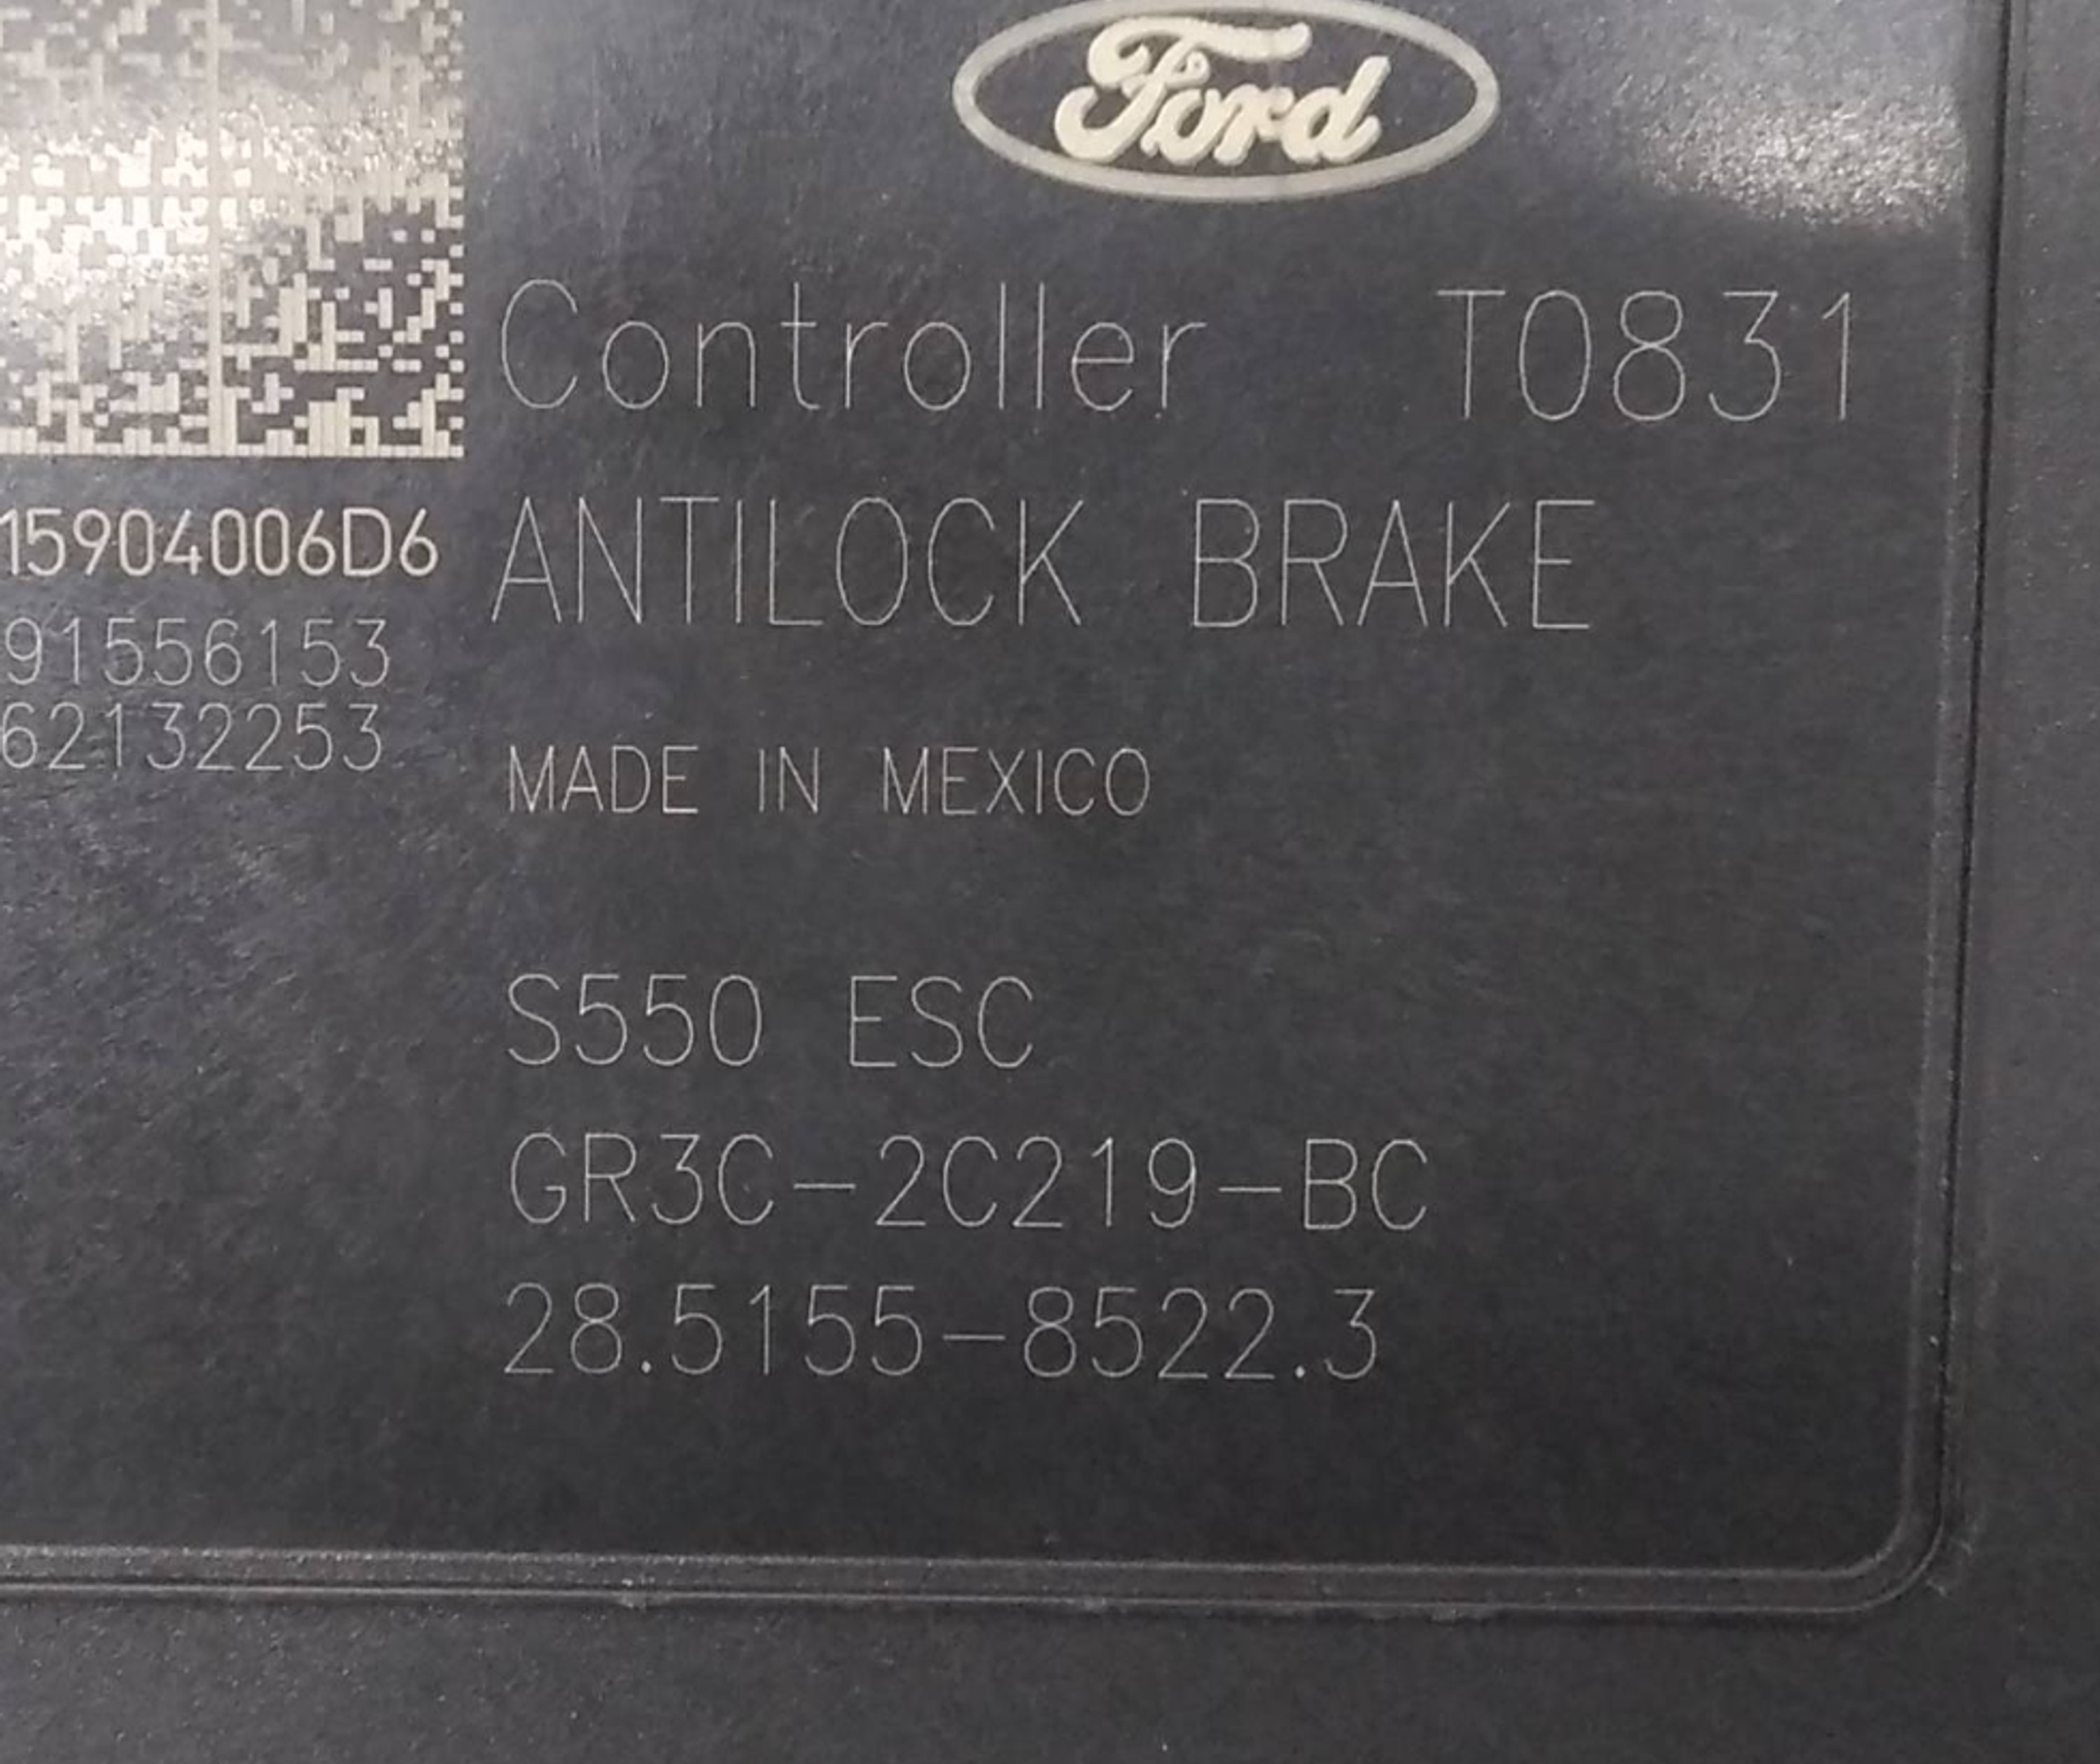 Ford
Controller T0831
15904006D6
ANTILOCK BRAKE
91556153
62132253
MADE IN MEXICO
S550 ESC
GR3C-2C219-BC
28.5155-8522.3